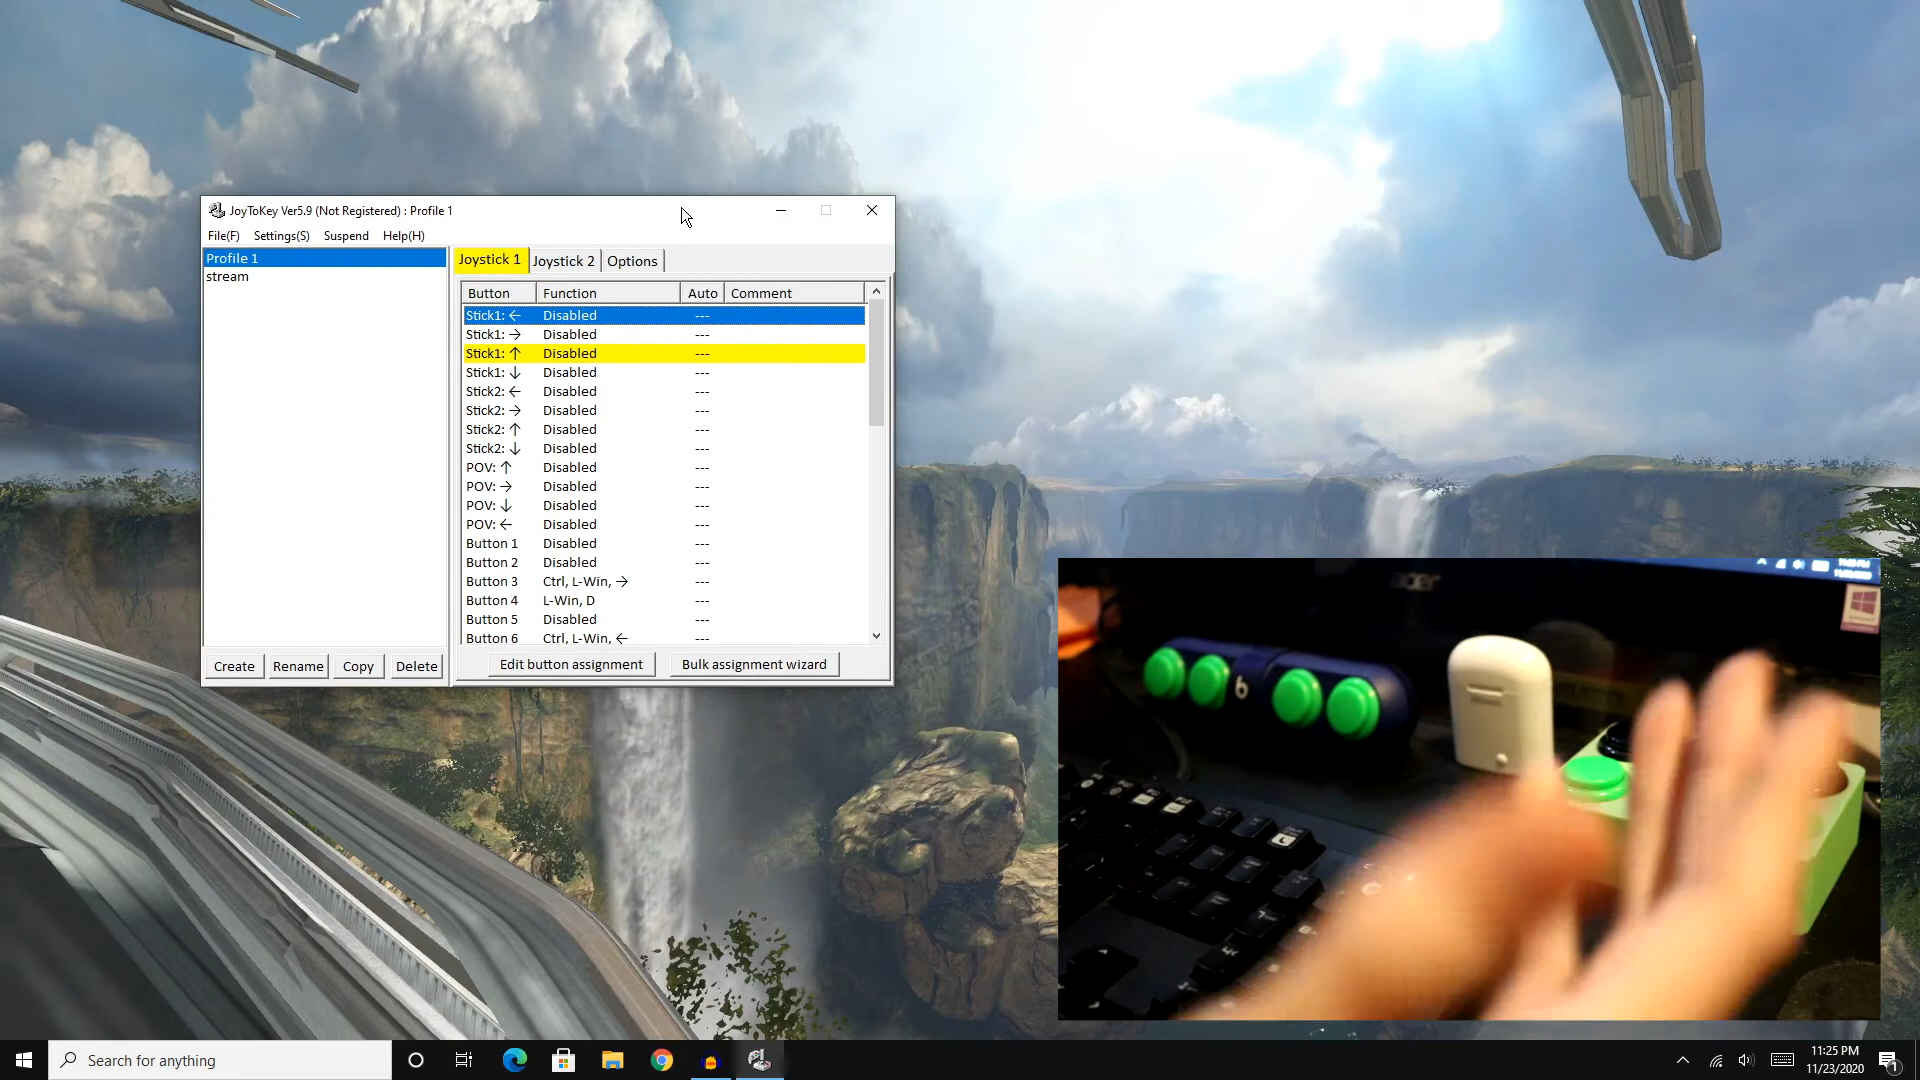 JoyToKey Ver5.9 (Not Registered) : Profile 1
File(F) Settings(S) Suspend Help(H)
Profile 1
stream
Joystick 1 Joystick 2 Options
Button Function Auto Comment
Stick1: ← Disabled ---
Stick1: → Disabled ---
Stick1: ↑ Disabled ---
Stick1: ↓ Disabled ---
Stick2: ← Disabled ---
Stick2: → Disabled ---
Stick2: ↑ Disabled ---
Stick2: ↓ Disabled ---
POV: ↑ Disabled ---
POV: → Disabled ---
POV: ↓ Disabled ---
POV: ← Disabled ---
Button 1 Disabled ---
Button 2 Disabled ---
Button 3 Ctrl, L-Win, → ---
Button 4 L-Win, D ---
Button 5 Disabled ---
Button 6 Ctrl, L-Win, ← ---
Create Rename Copy Delete
Edit button assignment Bulk assignment wizard
acer
b
Search for anything
11:25 PM
11/23/2020
1